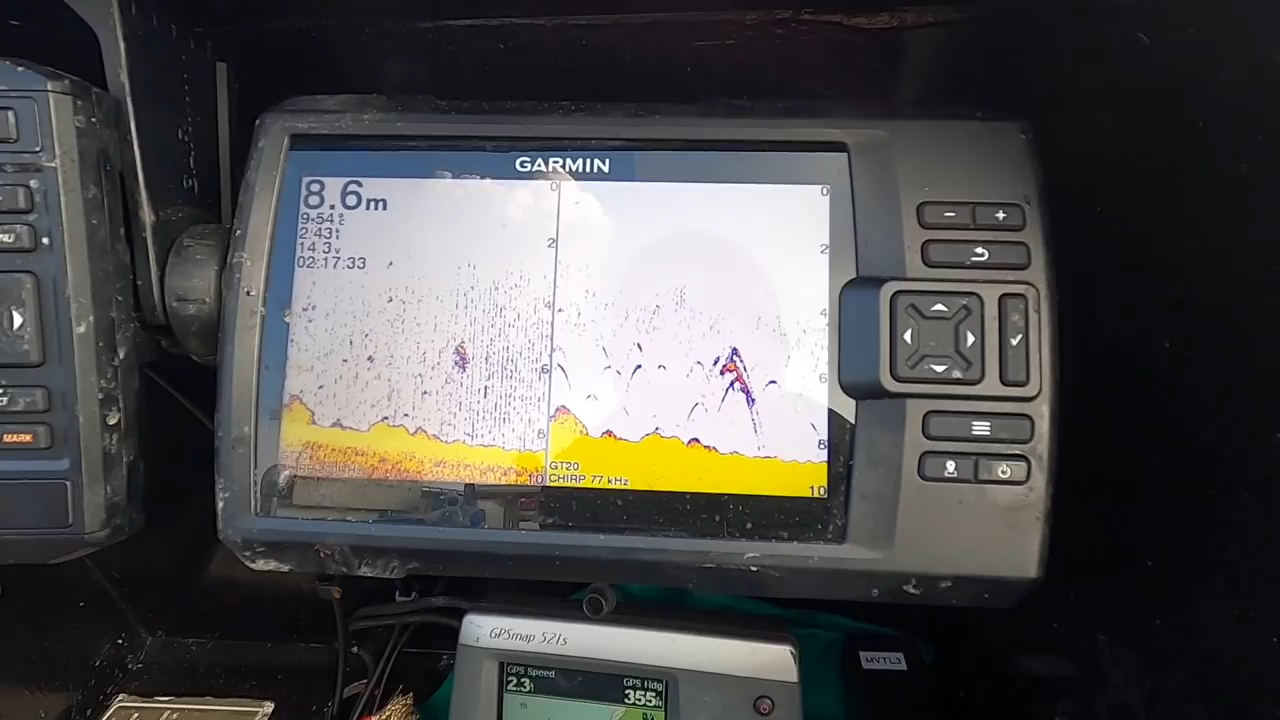 GARMIN
8.6m
9.54°C
2.43kt
14.3v
02:17:33
0
2
4
6
8
10
0
2
4
6
8
10
GT20
CHIRP 77 kHz
MARK
GPSmap 521s
GPS Speed
2.3
GPS Hdg
355
10
MVTL3